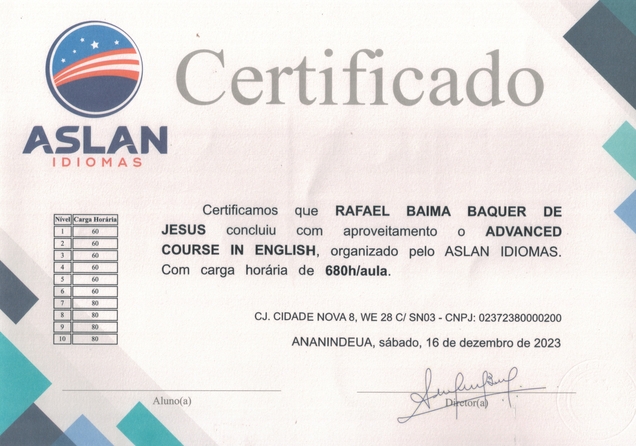 Certificado
ASLAN
IDIOMAS
Certificamos que RAFAEL BAIMA BAQUER DE
JESUS concluiu com aproveitamento o ADVANCED
COURSE IN ENGLISH, organizado pelo ASLAN IDIOMAS.
Com carga horária de 680h/aula.
Nível Carga Horária
1 60
2 60
3 60
4 60
5 60
6 60
7 80
8 80
9 80
10 80
CJ. CIDADE NOVA 8, WE 28 C/ SN03 - CNPJ: 02372380000200
ANANINDEUA, sábado, 16 de dezembro de 2023
Aluno(a)
Diretor(a)